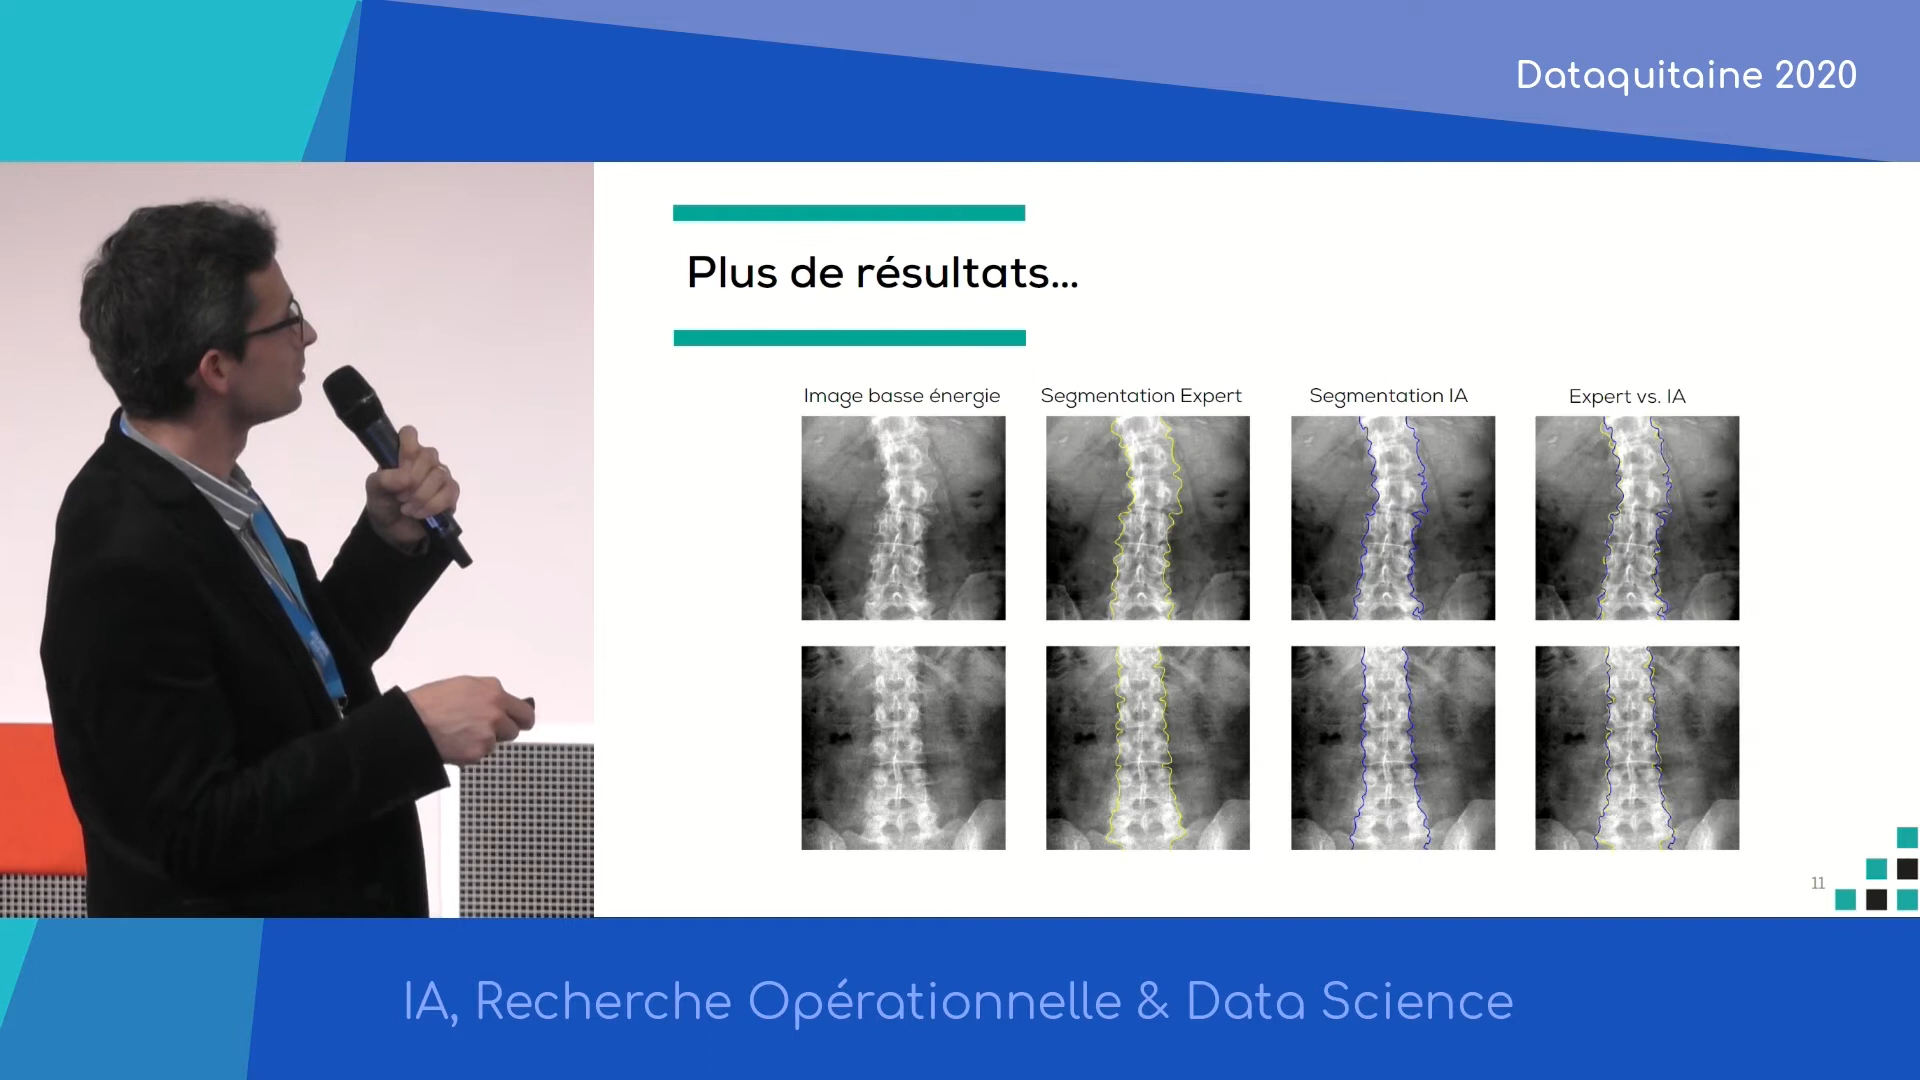 Dataquitaine 2020
Plus de résultats...
Image basse énergie
Segmentation Expert
Segmentation IA
Expert vs. IA
11
IA, Recherche Opérationnelle & Data Science